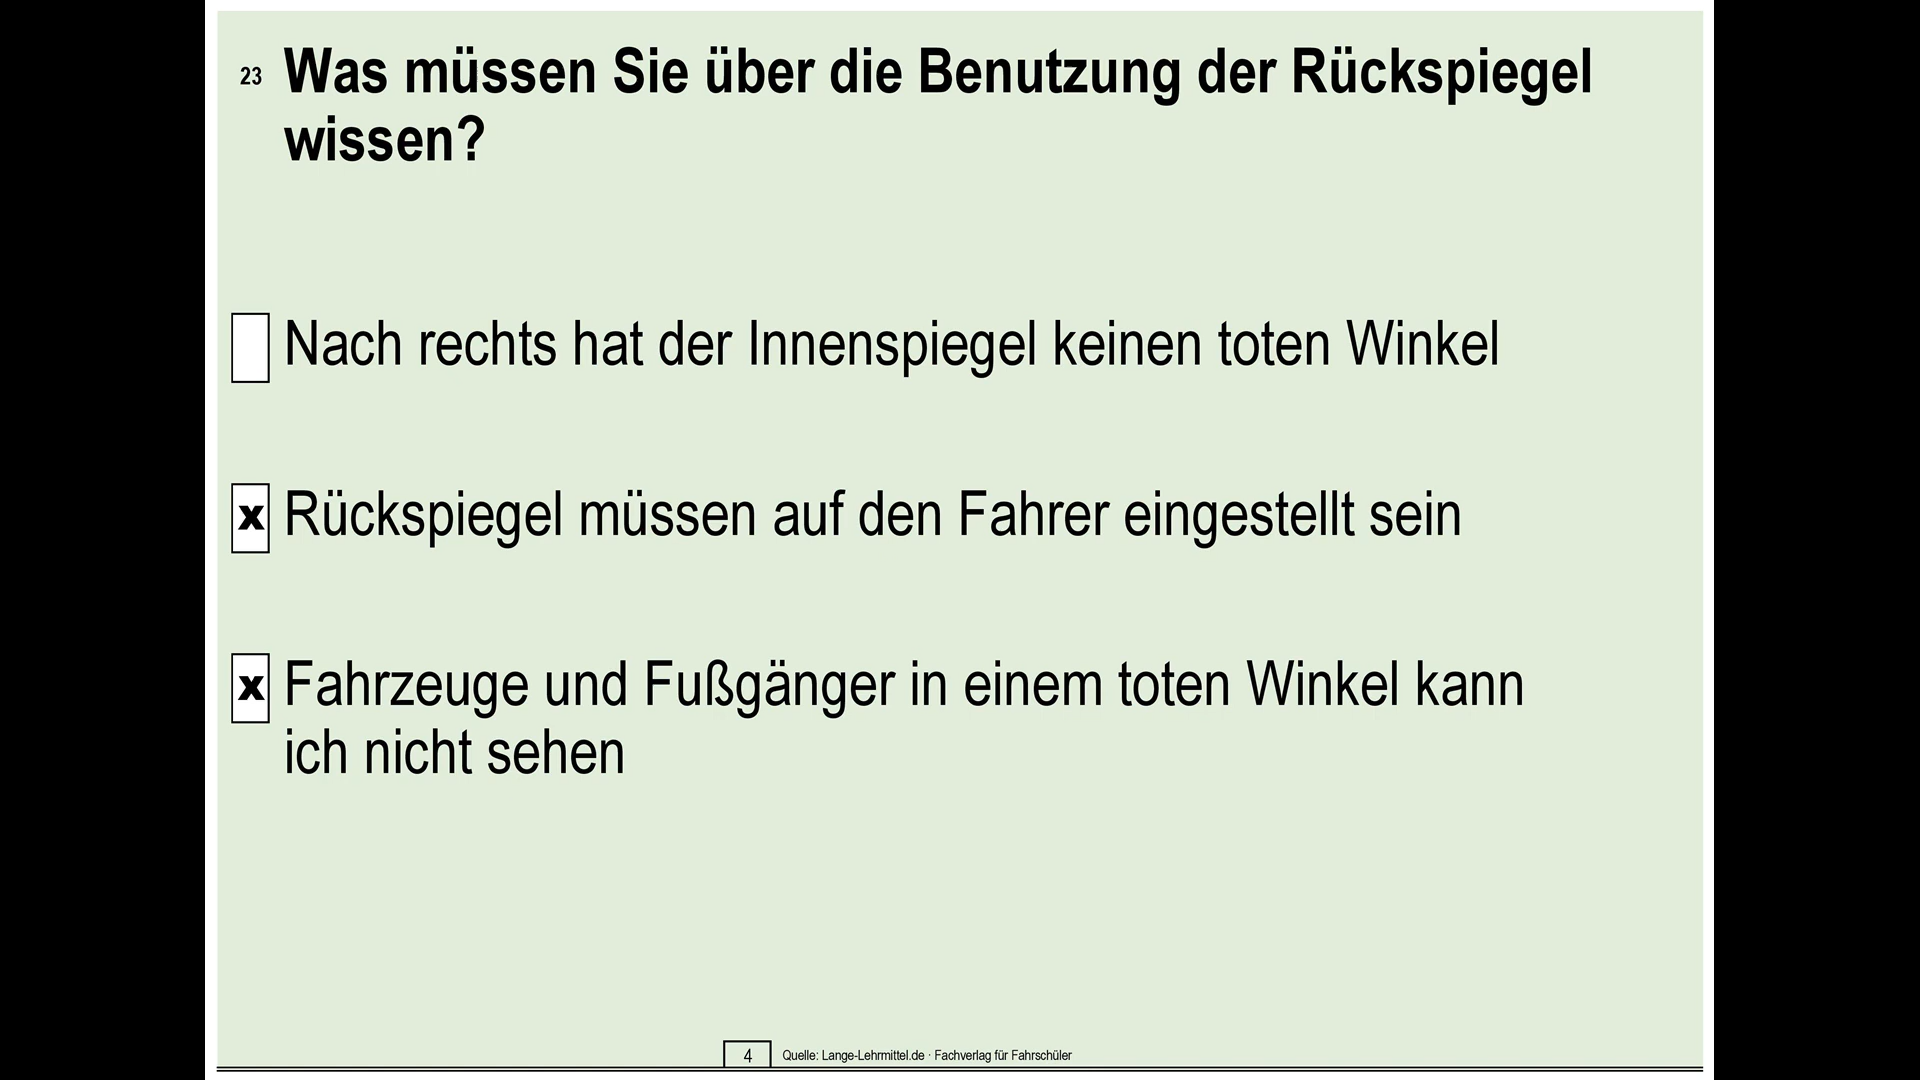 23 Was müssen Sie über die Benutzung der Rückspiegel
wissen?
Nach rechts hat der Innenspiegel keinen toten Winkel
x Rückspiegel müssen auf den Fahrer eingestellt sein
x Fahrzeuge und Fußgänger in einem toten Winkel kann
ich nicht sehen
4 Quelle: Lange-Lehrmittel.de · Fachverlag für Fahrschüler